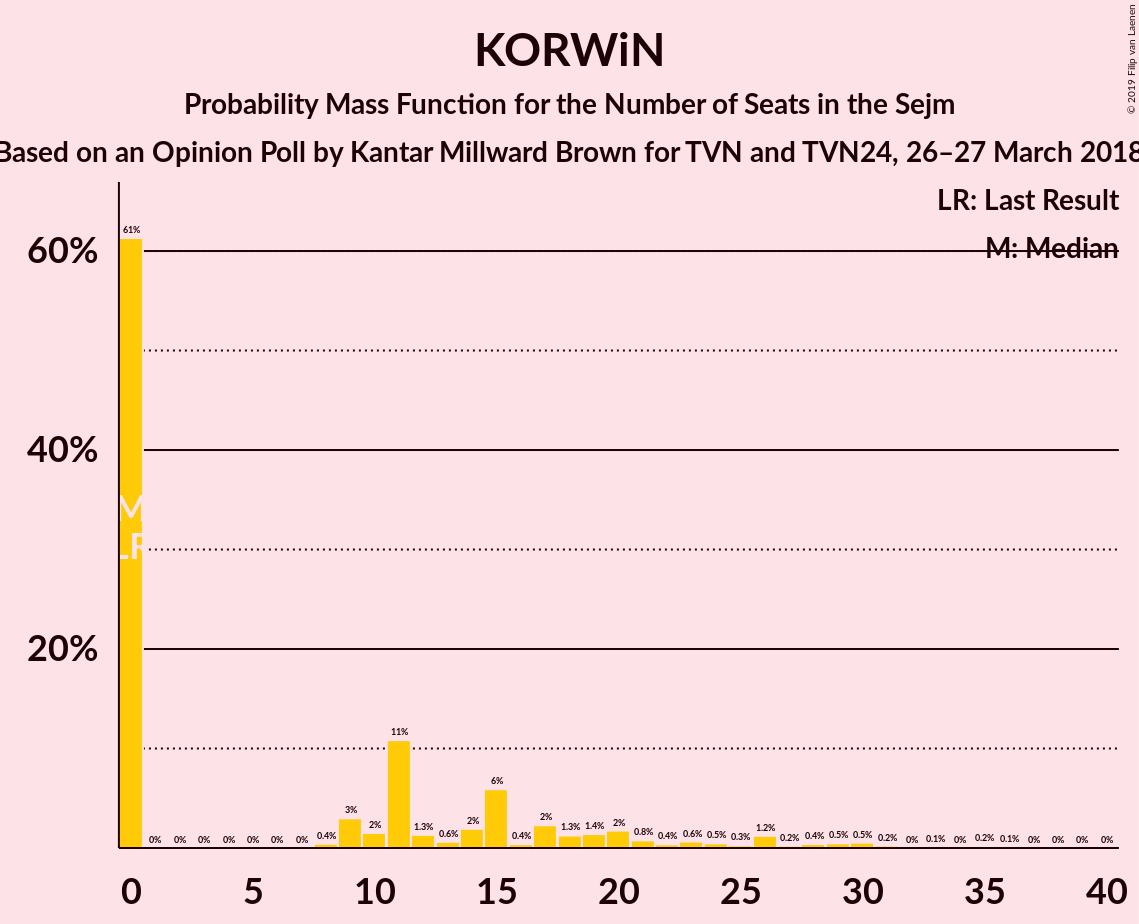 KORWiN
Probability Mass Function for the Number of Seats in the Sejm
Based on an Opinion Poll by Kantar Millward Brown for TVN and TVN24, 26–27 March 2018
© 2019 Filip van Laenen
LR: Last Result
M: Median
60%
40%
20%
61%
M
LR
0% 0% 0% 0% 0% 0% 0% 0.4% 3% 2% 11% 1.3% 0.6% 2% 6% 0.4% 2% 1.3% 1.4% 2% 0.8% 0.4% 0.6% 0.5% 0.3% 1.2% 0.2% 0.4% 0.5% 0.5% 0.2% 0% 0.1% 0% 0.2% 0.1% 0% 0% 0% 0%
0 5 10 15 20 25 30 35 40